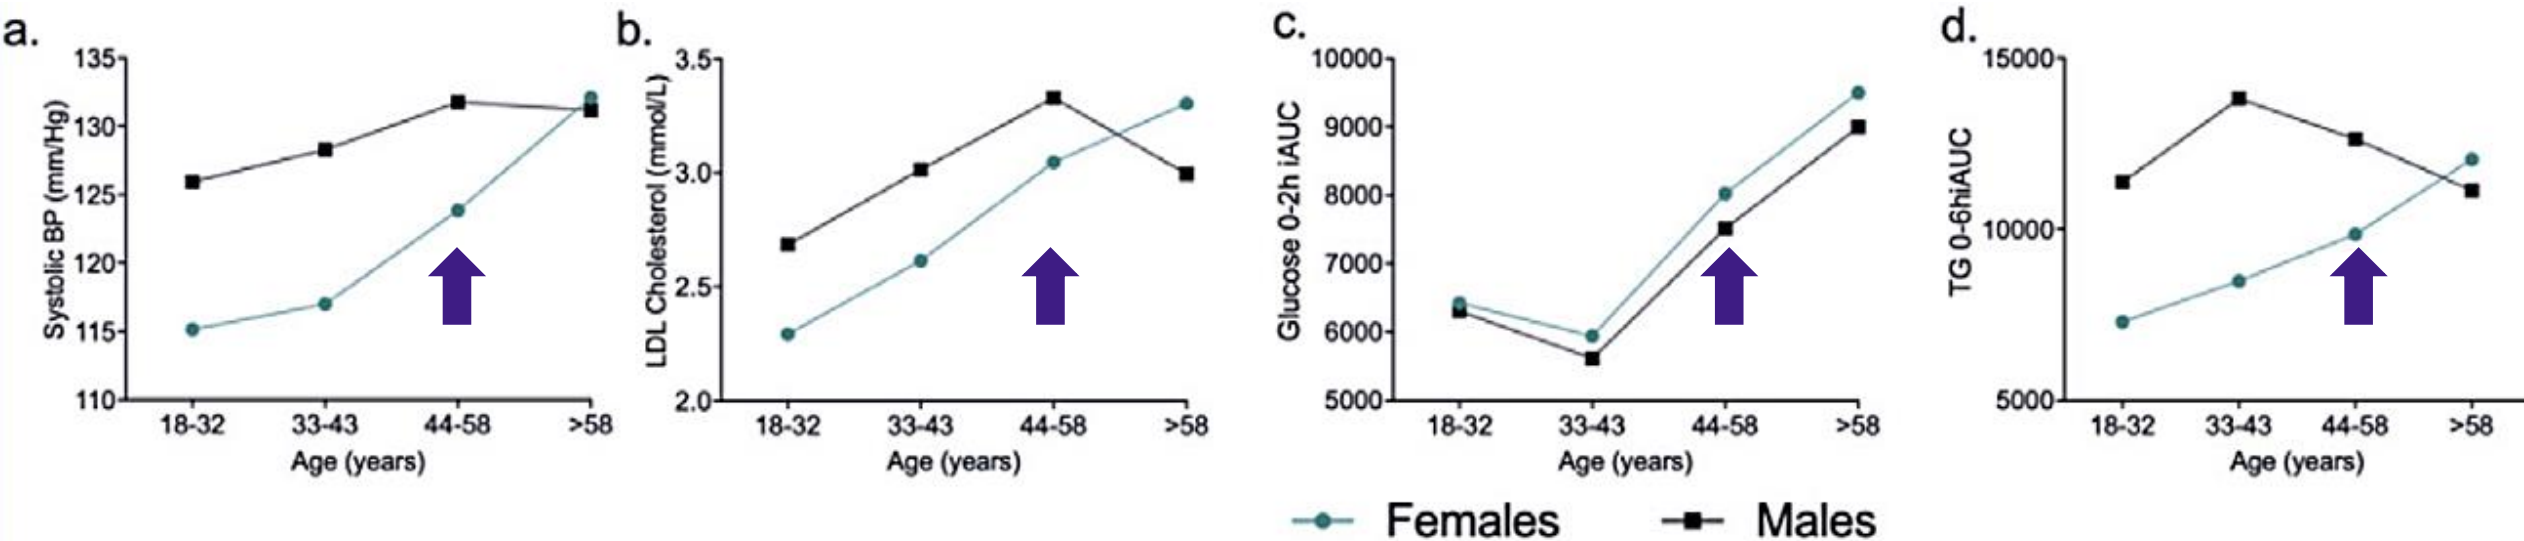 a.
135
130
125
120
115
110
Systolic BP (mm/Hg)
18-32 33-43 44-58 >58
Age (years)
b.
3.5
3.0
2.5
2.0
LDL Cholesterol (mmol/L)
18-32 33-43 44-58 >58
Age (years)
c.
10000
9000
8000
7000
6000
5000
Glucose 0-2h iAUC
18-32 33-43 44-58 >58
Age (years)
d.
15000
10000
5000
TG 0-6hiAUC
18-32 33-43 44-58 >58
Age (years)
Females Males